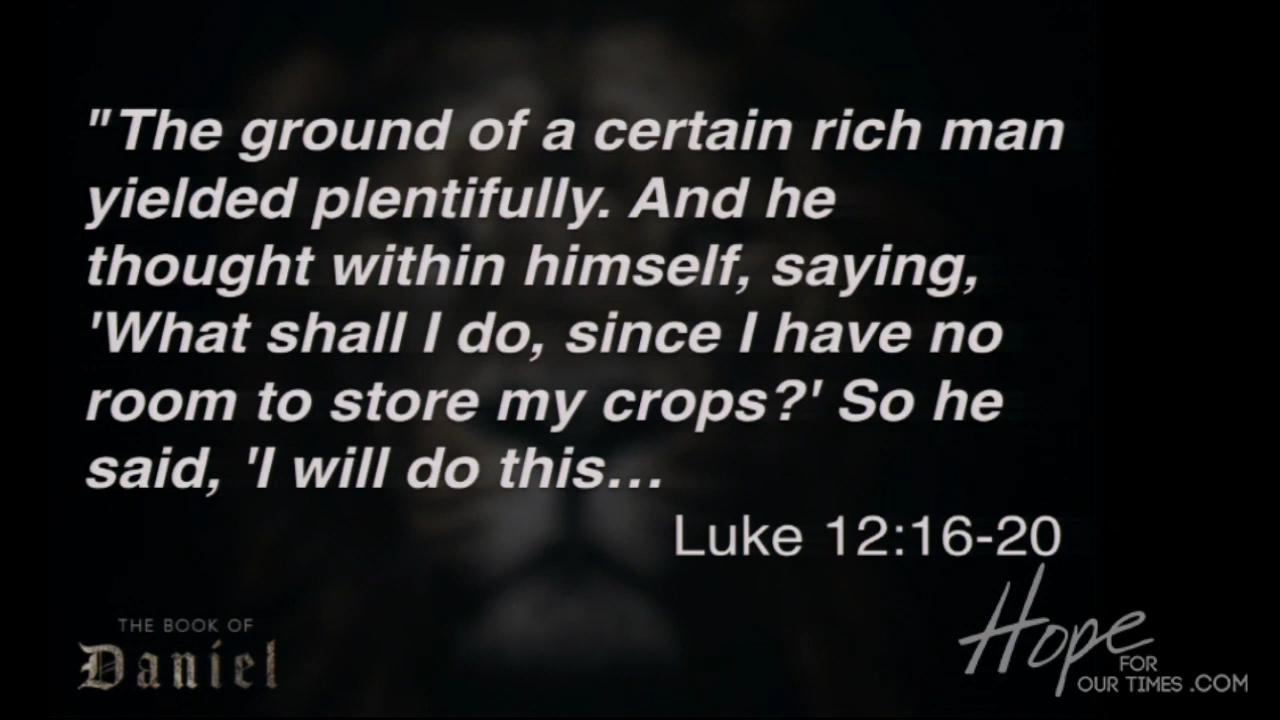 "The ground of a certain rich man
yielded plentifully. And he
thought within himself, saying,
'What shall I do, since I have no
room to store my crops?' So he
said, 'I will do this...
Luke 12:16-20
THE BOOK OF
Daniel
Hope
FOR
OUR TIMES .COM